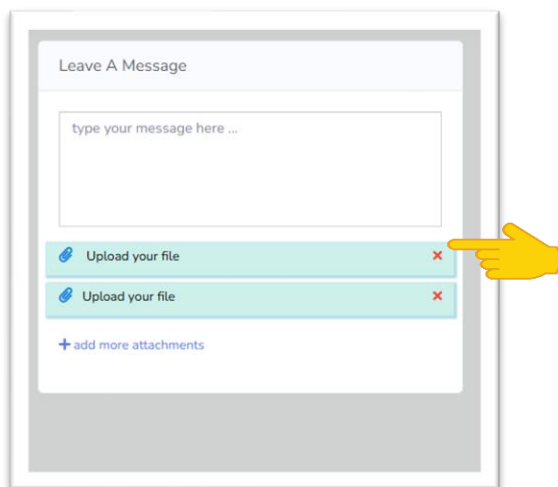 Leave A Message
type your message here ...
Upload your file
Upload your file
+ add more attachments